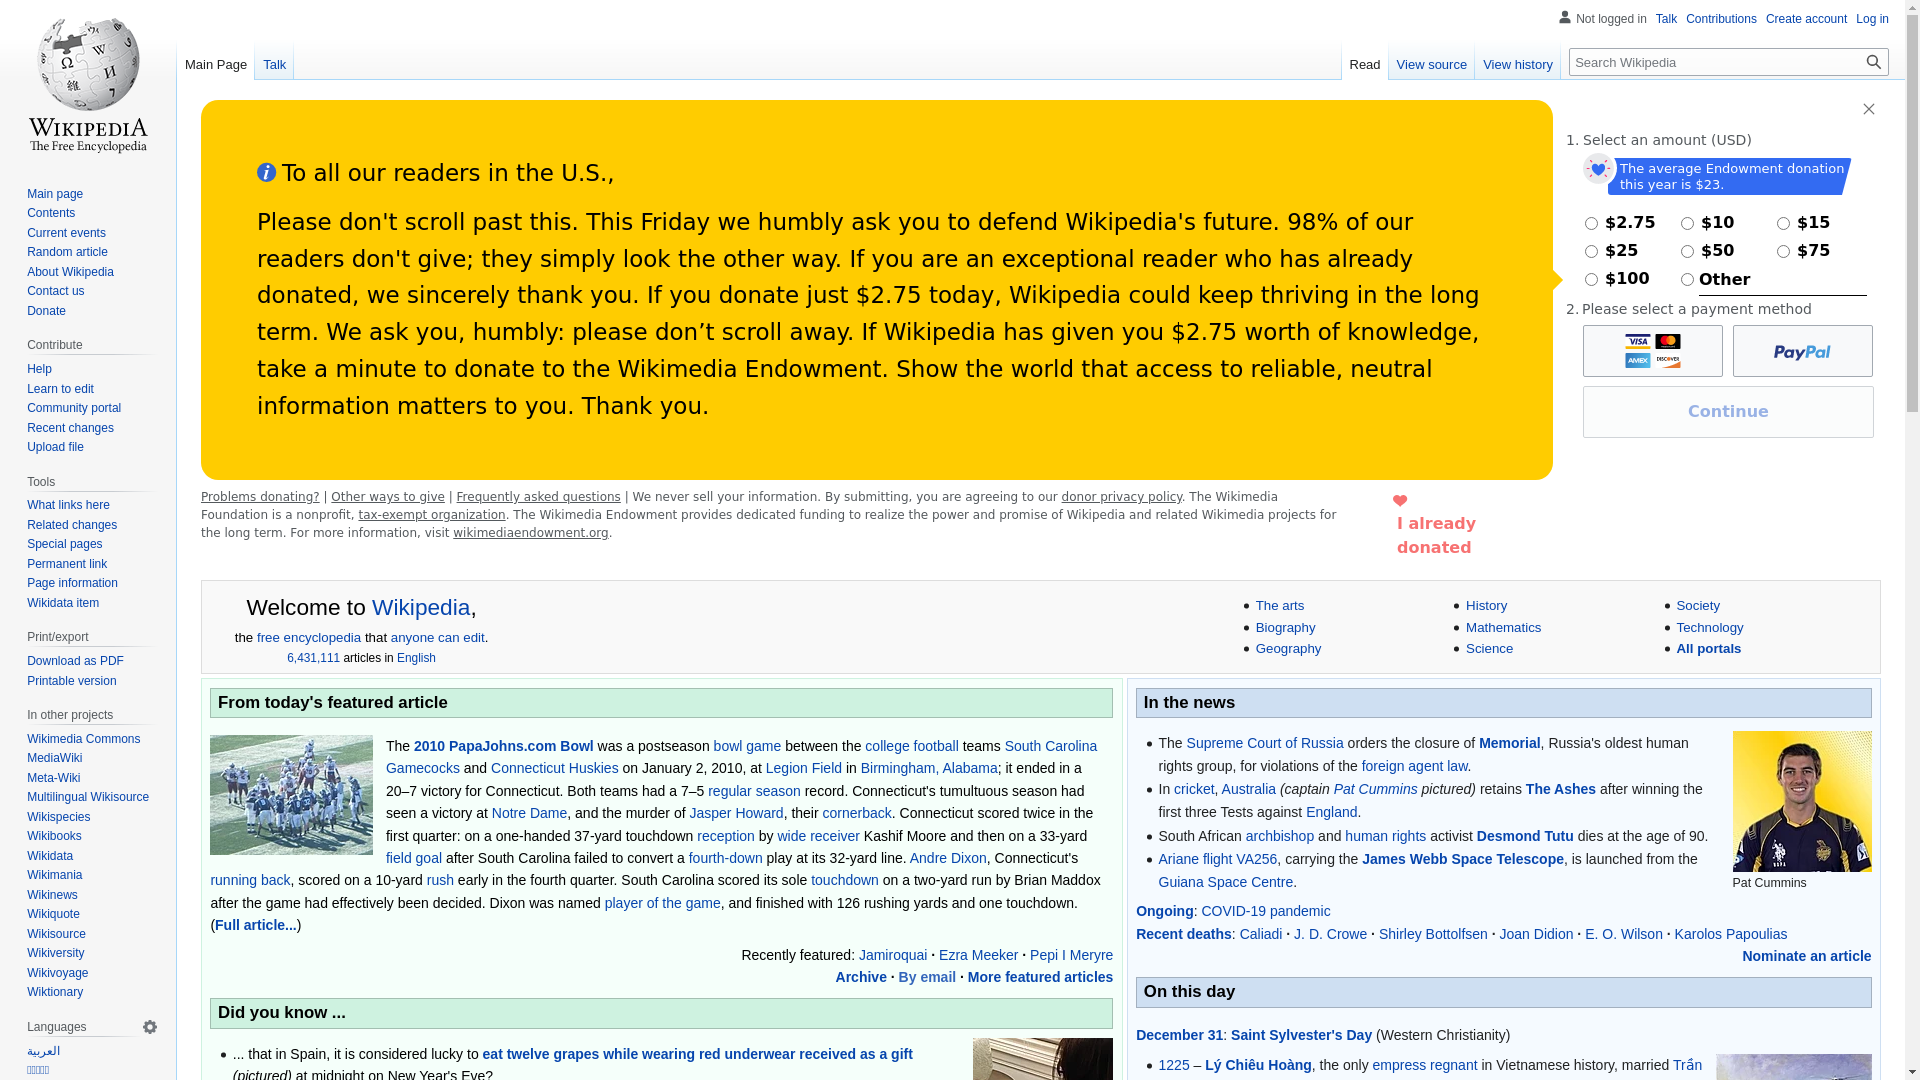 Not logged in Talk Contributions Create account Log in
Main Page Talk Read View source View history Search Wikipedia
WIKIPEDIA
The Free Encyclopedia
Main page
Contents
Current events
Random article
About Wikipedia
Contact us
Donate
Contribute
Help
Learn to edit
Community portal
Recent changes
Upload file
Tools
What links here
Related changes
Special pages
Permanent link
Page information
Wikidata item
Print/export
Download as PDF
Printable version
In other projects
Wikimedia Commons
MediaWiki
Meta-Wiki
Multilingual Wikisource
Wikispecies
Wikibooks
Wikidata
Wikimania
Wikinews
Wikiquote
Wikisource
Wikiversity
Wikivoyage
Wiktionary
Languages
العربية
To all our readers in the U.S.,
Please don't scroll past this. This Friday we humbly ask you to defend Wikipedia's future. 98% of our
readers don't give; they simply look the other way. If you are an exceptional reader who has already
donated, we sincerely thank you. If you donate just $2.75 today, Wikipedia could keep thriving in the long
term. We ask you, humbly: please don’t scroll away. If Wikipedia has given you $2.75 worth of knowledge,
take a minute to donate to the Wikimedia Endowment. Show the world that access to reliable, neutral
information matters to you. Thank you.
1. Select an amount (USD)
The average Endowment donation
this year is $23.
$2.75 $10 $15
$25 $50 $75
$100 Other
2. Please select a payment method
VISA MasterCard
AMEX DISCOVER PayPal
Continue
Problems donating? | Other ways to give | Frequently asked questions | We never sell your information. By submitting, you are agreeing to our donor privacy policy. The Wikimedia
Foundation is a nonprofit, tax-exempt organization. The Wikimedia Endowment provides dedicated funding to realize the power and promise of Wikipedia and related Wikimedia projects for
the long term. For more information, visit wikimediaendowment.org.
I already
donated
Welcome to Wikipedia,
the free encyclopedia that anyone can edit.
6,431,111 articles in English
The arts
Biography
Geography
History
Mathematics
Science
Society
Technology
All portals
From today's featured article
The 2010 PapaJohns.com Bowl was a postseason bowl game between the college football teams South Carolina
Gamecocks and Connecticut Huskies on January 2, 2010, at Legion Field in Birmingham, Alabama; it ended in a
20–7 victory for Connecticut. Both teams had a 7–5 regular season record. Connecticut's tumultuous season had
seen a victory at Notre Dame, and the murder of Jasper Howard, their cornerback. Connecticut scored twice in the
first quarter: on a one-handed 37-yard touchdown reception by wide receiver Kashif Moore and then on a 33-yard
field goal after South Carolina failed to convert a fourth-down play at its 32-yard line. Andre Dixon, Connecticut's
running back, scored on a 10-yard rush early in the fourth quarter. South Carolina scored its sole touchdown on a two-yard run by Brian Maddox
after the game had effectively been decided. Dixon was named player of the game, and finished with 126 rushing yards and one touchdown.
(Full article...)
Recently featured: Jamiroquai · Ezra Meeker · Pepi I Meryre
Archive · By email · More featured articles
Did you know ...
... that in Spain, it is considered lucky to eat twelve grapes while wearing red underwear received as a gift
(pictured) at midnight on New Year's Eve?
In the news
The Supreme Court of Russia orders the closure of Memorial, Russia's oldest human
rights group, for violations of the foreign agent law.
In cricket, Australia (captain Pat Cummins pictured) retains The Ashes after winning the
first three Tests against England.
South African archbishop and human rights activist Desmond Tutu dies at the age of 90.
Ariane flight VA256, carrying the James Webb Space Telescope, is launched from the
Guiana Space Centre.
Pat Cummins
Ongoing: COVID-19 pandemic
Recent deaths: Caliadi · J. D. Crowe · Shirley Bottolfsen · Joan Didion · E. O. Wilson · Karolos Papoulias
Nominate an article
On this day
December 31: Saint Sylvester's Day (Western Christianity)
1225 – Lý Chiêu Hoàng, the only empress regnant in Vietnamese history, married Trần